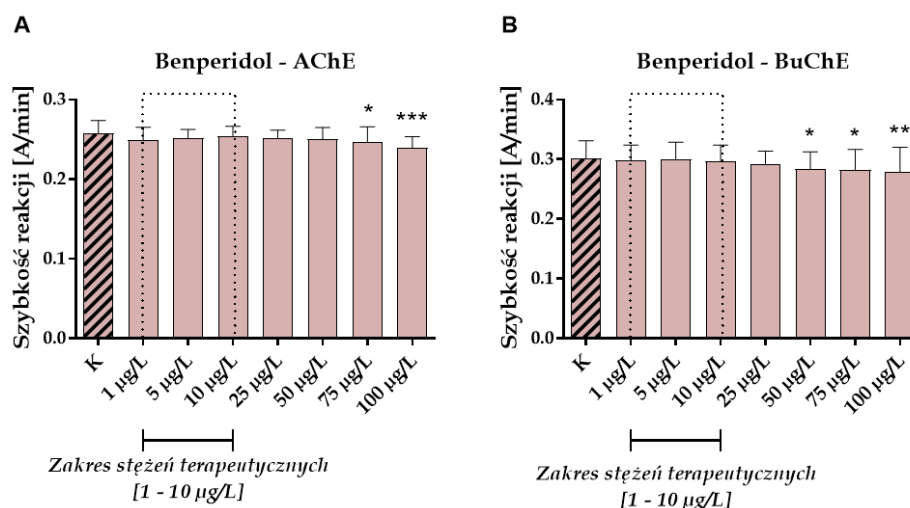 A
Benperidol - AChE
Szybkość reakcji [A/min]
0.3
0.2
0.1
0.0
*
***
K
1 µg/L
5 µg/L
10 µg/L
25 µg/L
50 µg/L
75 µg/L
100 µg/L
Zakres stężeń terapeutycznych
[1 - 10 µg/L]
B
Benperidol - BuChE
Szybkość reakcji [A/min]
0.4
0.3
0.2
0.1
0.0
*
*
**
K
1 µg/L
5 µg/L
10 µg/L
25 µg/L
50 µg/L
75 µg/L
100 µg/L
Zakres stężeń terapeutycznych
[1 - 10 µg/L]